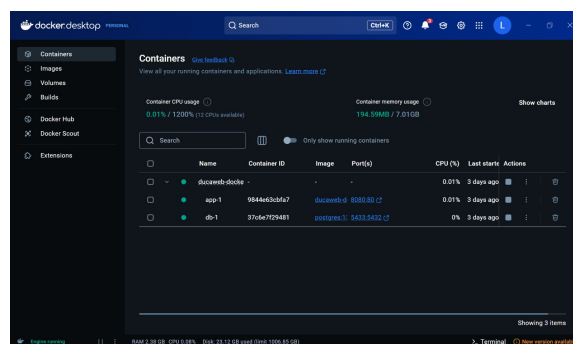 docker.desktop PERSONAL
Search
Ctrl+K
L
Containers
Images
Volumes
Builds
Docker Hub
Docker Scout
Extensions
Containers Give feedback
View all your running containers and applications. Learn more
Container CPU usage
0.01% / 1200% (12 CPUs available)
Container memory usage
194.59MB / 7.01GB
Show charts
Search
Only show running containers
Name Container ID Image Port(s) CPU (%) Last starte Actions
ducaweb-docke - - - 0.01% 3 days ago
app-1 9844e63cbfa7 ducaweb-d 8080:80 0.01% 3 days ago
db-1 37c6e7f29481 postgres:1 5433:5432 0% 3 days ago
Showing 3 items
Engine running
RAM 2.38 GB CPU 0.08% Disk: 23.12 GB used (limit 1006.85 GB)
Terminal
New version availab